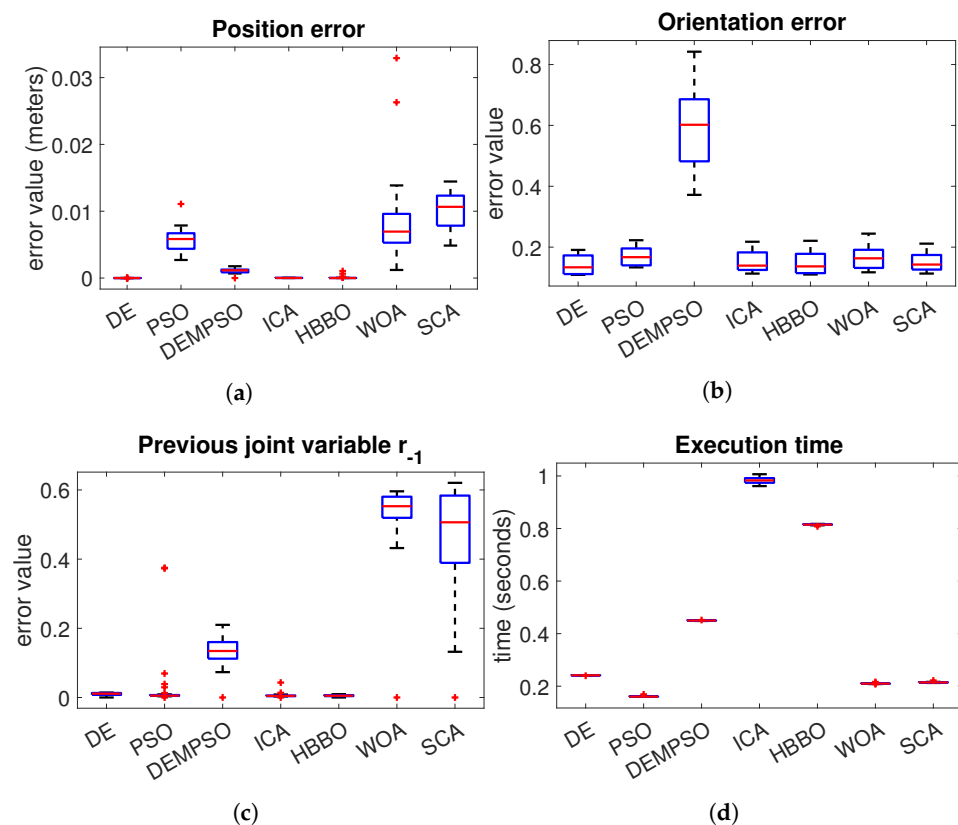 Position error
error value (meters)
0.03
0.02
0.01
0
DE PSO DEMPSO ICA HBBO WOA SCA
(a)
Orientation error
error value
0.8
0.6
0.4
0.2
DE PSO DEMPSO ICA HBBO WOA SCA
(b)
Previous joint variable r-1
error value
0.6
0.4
0.2
0
DE PSO DEMPSO ICA HBBO WOA SCA
(c)
Execution time
time (seconds)
1
0.8
0.6
0.4
0.2
DE PSO DEMPSO ICA HBBO WOA SCA
(d)